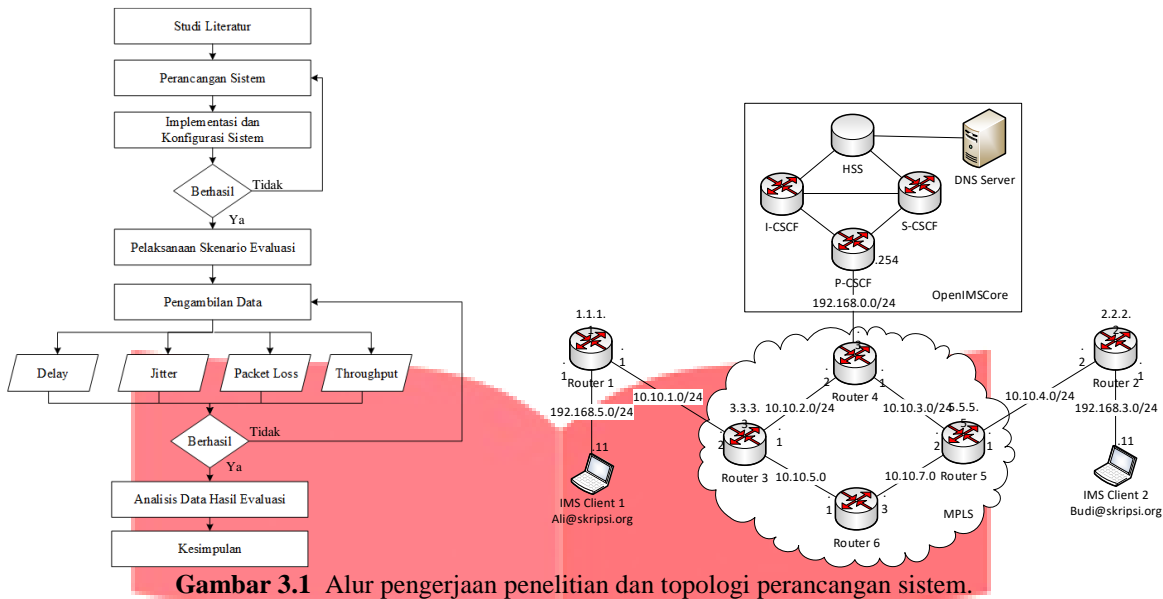 Studi Literatur
Perancangan Sistem
Implementasi dan
Konfigurasi Sistem
Berhasil
Tidak
Ya
Pelaksanaan Skenario Evaluasi
Pengambilan Data
Delay
Jitter
Packet Loss
Throughput
Berhasil
Tidak
Ya
Analisis Data Hasil Evaluasi
Kesimpulan
HSS
DNS Server
I-CSCF
S-CSCF
.254
P-CSCF
OpenIMSCore
192.168.0.0/24
1.1.1.
1
.
1
.
1
Router 1
10.10.1.0/24
192.168.5.0/24
.11
IMS Client 1
Ali@skripsi.org
.
3
.
2
.
1
Router 4
10.10.2.0/24
10.10.3.0/24
3.3.3.
3
.
2
.
1
Router 3
10.10.5.0
5.5.5.
5
.
2
.
1
Router 5
10.10.7.0
.
1
.
3
Router 6
MPLS
2.2.2.
2
.
2
.
1
Router 2
10.10.4.0/24
192.168.3.0/24
.11
IMS Client 2
Budi@skripsi.org
Gambar 3.1 Alur pengerjaan penelitian dan topologi perancangan sistem.